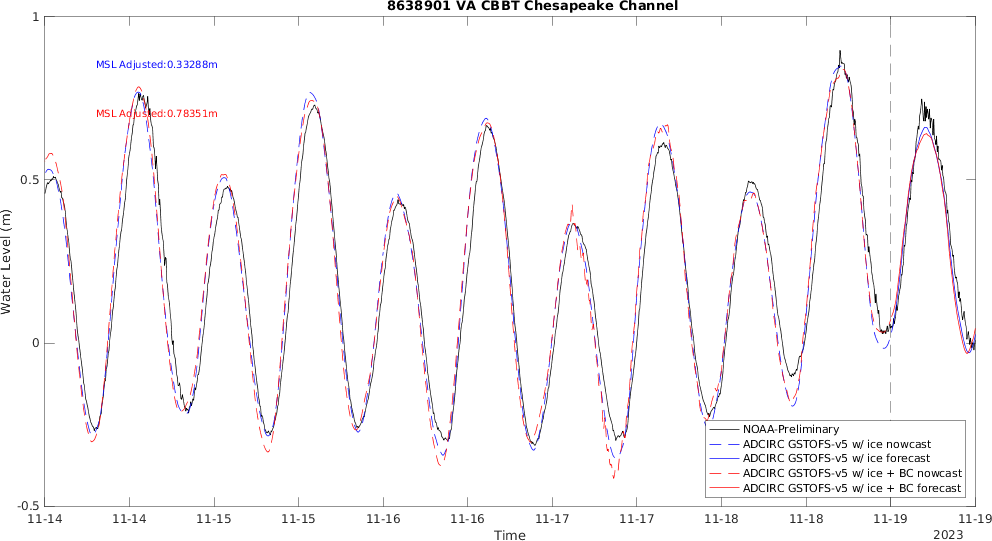 8638901 VA CBBT Chesapeake Channel
1
MSL Adjusted:0.33288m
MSL Adjusted:0.78351m
0.5
Water Level (m)
0
NOAA-Preliminary
ADCIRC GSTOFS-v5 w/ ice nowcast
ADCIRC GSTOFS-v5 w/ ice forecast
ADCIRC GSTOFS-v5 w/ ice + BC nowcast
ADCIRC GSTOFS-v5 w/ ice + BC forecast
-0.5
11-14 11-14 11-15 11-15 11-16 11-16 11-17 11-17 11-18 11-18 11-19 11-19
Time
2023